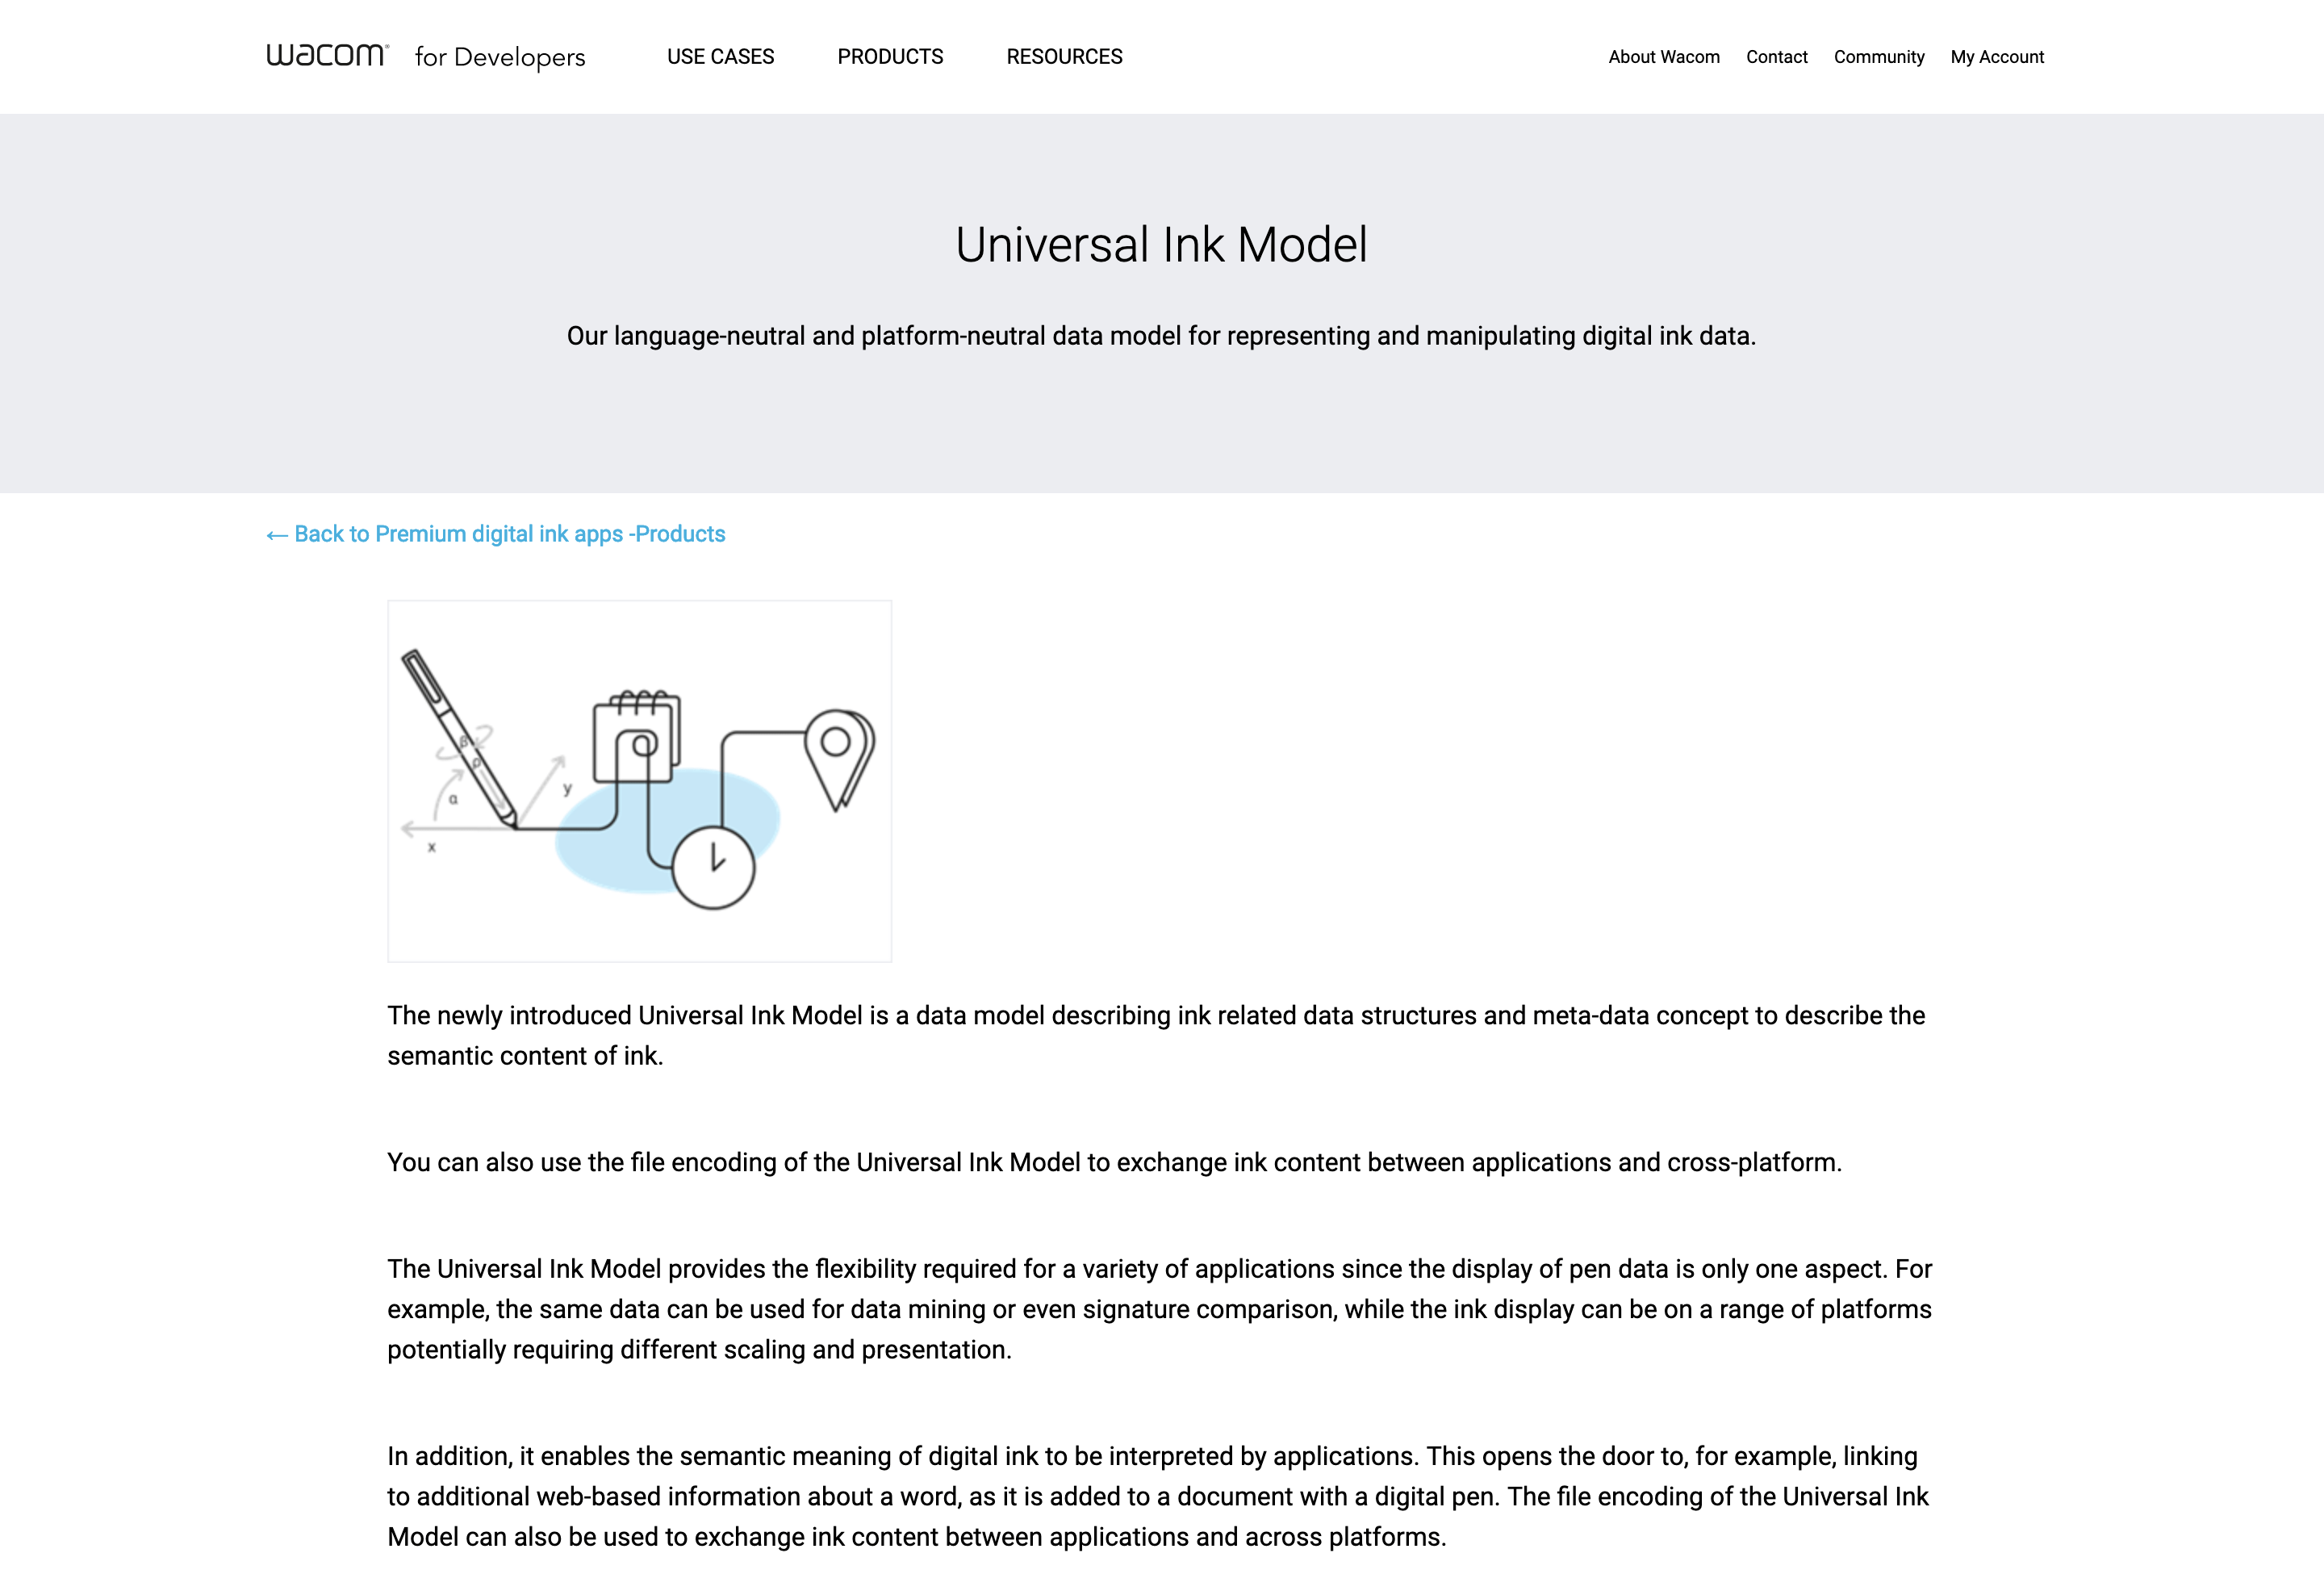 wacom for Developers USE CASES PRODUCTS RESOURCES About Wacom Contact Community My Account
Universal Ink Model
Our language-neutral and platform-neutral data model for representing and manipulating digital ink data.
← Back to Premium digital ink apps -Products
β
ρ
y
α
x
The newly introduced Universal Ink Model is a data model describing ink related data structures and meta-data concept to describe the
semantic content of ink.
You can also use the file encoding of the Universal Ink Model to exchange ink content between applications and cross-platform.
The Universal Ink Model provides the flexibility required for a variety of applications since the display of pen data is only one aspect. For
example, the same data can be used for data mining or even signature comparison, while the ink display can be on a range of platforms
potentially requiring different scaling and presentation.
In addition, it enables the semantic meaning of digital ink to be interpreted by applications. This opens the door to, for example, linking
to additional web-based information about a word, as it is added to a document with a digital pen. The file encoding of the Universal Ink
Model can also be used to exchange ink content between applications and across platforms.